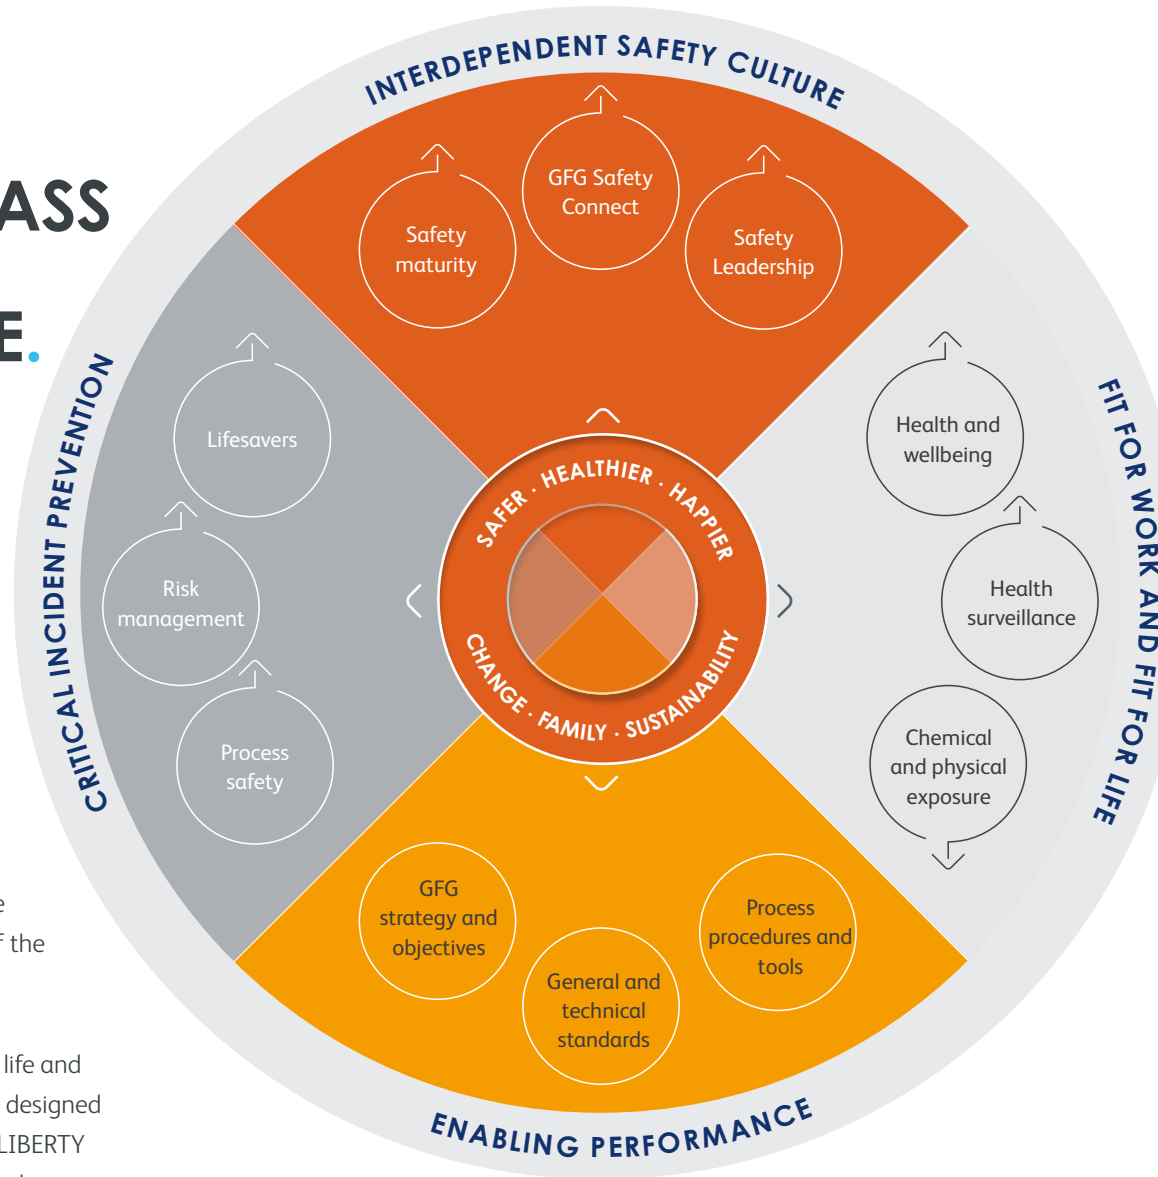 ASS
E.
INTERDEPENDENT SAFETY CULTURE
GFG Safety
Connect
Safety
maturity
Safety
Leadership
CRITICAL INCIDENT PREVENTION
Lifesavers
Risk
management
Process
safety
SAFER · HEALTHIER · HAPPIER
CHANGE · FAMILY · SUSTAINABILITY
FIT FOR WORK AND FIT FOR LIFE
Health and
wellbeing
Health
surveillance
Chemical
and physical
exposure
GFG
strategy and
objectives
General and
technical
standards
Process
procedures and
tools
ENABLING PERFORMANCE
e
f the
life and
designed
LIBERTY